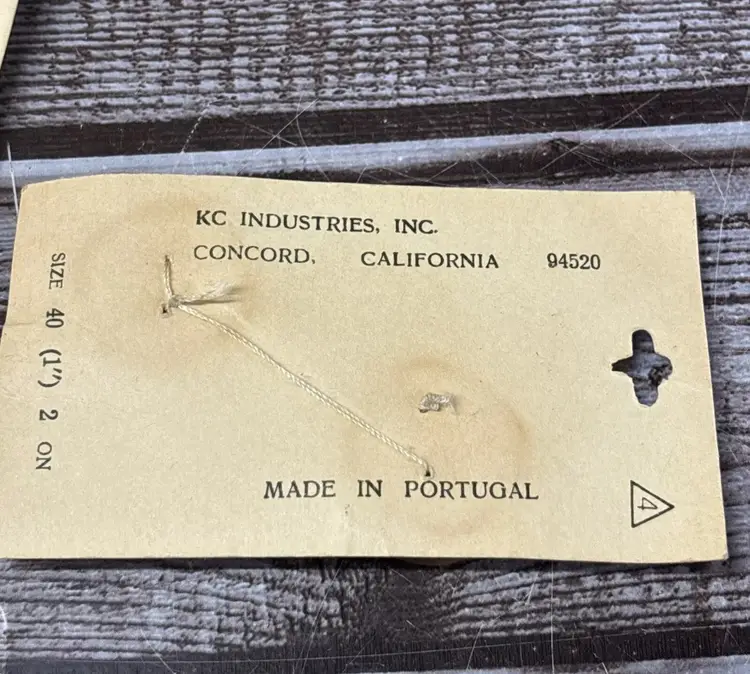 KC INDUSTRIES, INC.
CONCORD, CALIFORNIA 94520
SIZE 40 (1") 2 ON
MADE IN PORTUGAL
4